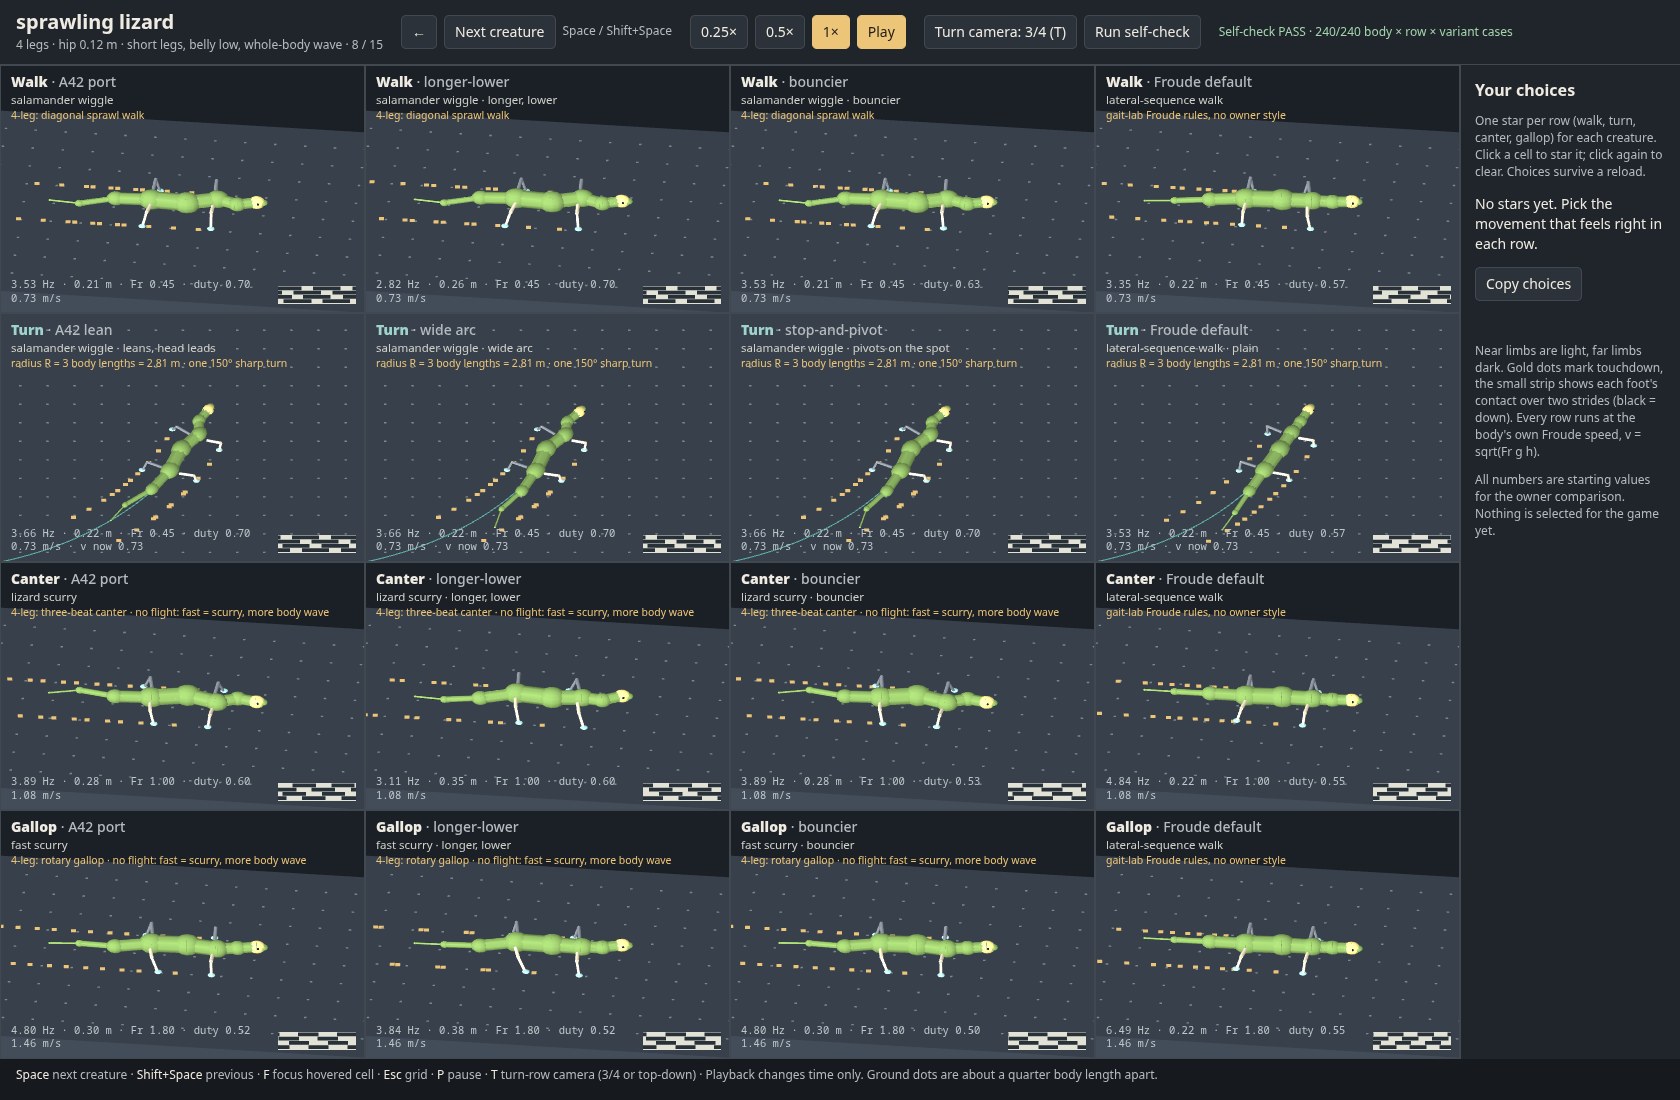 sprawling lizard
4 legs · hip 0.12 m · short legs, belly low, whole-body wave · 8 / 15
← Next creature Space / Shift+Space 0.25× 0.5× 1× Play Turn camera: 3/4 (T) Run self-check Self-check PASS · 240/240 body × row × variant cases
Walk · A42 port
salamander wiggle
4-leg: diagonal sprawl walk
3.53 Hz · 0.21 m · Fr 0.45 · duty 0.70
0.73 m/s
Walk · longer-lower
salamander wiggle · longer, lower
4-leg: diagonal sprawl walk
2.82 Hz · 0.26 m · Fr 0.45 · duty 0.70
0.73 m/s
Walk · bouncier
salamander wiggle · bouncier
4-leg: diagonal sprawl walk
3.53 Hz · 0.21 m · Fr 0.45 · duty 0.63
0.73 m/s
Walk · Froude default
lateral-sequence walk
gait-lab Froude rules, no owner style
3.35 Hz · 0.22 m · Fr 0.45 · duty 0.57
0.73 m/s
Turn · A42 lean
salamander wiggle · leans, head leads
radius R = 3 body lengths = 2.81 m · one 150° sharp turn
3.66 Hz · 0.22 m · Fr 0.45 · duty 0.70
0.73 m/s · v now 0.73
Turn · wide arc
salamander wiggle · wide arc
radius R = 3 body lengths = 2.81 m · one 150° sharp turn
3.66 Hz · 0.22 m · Fr 0.45 · duty 0.70
0.73 m/s · v now 0.73
Turn · stop-and-pivot
salamander wiggle · pivots on the spot
radius R = 3 body lengths = 2.81 m · one 150° sharp turn
3.66 Hz · 0.22 m · Fr 0.45 · duty 0.70
0.73 m/s · v now 0.73
Turn · Froude default
lateral-sequence walk · plain
radius R = 3 body lengths = 2.81 m · one 150° sharp turn
3.53 Hz · 0.22 m · Fr 0.45 · duty 0.57
0.73 m/s · v now 0.73
Canter · A42 port
lizard scurry
4-leg: three-beat canter · no flight: fast = scurry, more body wave
3.89 Hz · 0.28 m · Fr 1.00 · duty 0.60
1.08 m/s
Canter · longer-lower
lizard scurry · longer, lower
4-leg: three-beat canter · no flight: fast = scurry, more body wave
3.11 Hz · 0.35 m · Fr 1.00 · duty 0.60
1.08 m/s
Canter · bouncier
lizard scurry · bouncier
4-leg: three-beat canter · no flight: fast = scurry, more body wave
3.89 Hz · 0.28 m · Fr 1.00 · duty 0.53
1.08 m/s
Canter · Froude default
lateral-sequence walk
gait-lab Froude rules, no owner style
4.84 Hz · 0.22 m · Fr 1.00 · duty 0.55
1.08 m/s
Gallop · A42 port
fast scurry
4-leg: rotary gallop · no flight: fast = scurry, more body wave
4.80 Hz · 0.30 m · Fr 1.80 · duty 0.52
1.46 m/s
Gallop · longer-lower
fast scurry · longer, lower
4-leg: rotary gallop · no flight: fast = scurry, more body wave
3.84 Hz · 0.38 m · Fr 1.80 · duty 0.52
1.46 m/s
Gallop · bouncier
fast scurry · bouncier
4-leg: rotary gallop · no flight: fast = scurry, more body wave
4.80 Hz · 0.30 m · Fr 1.80 · duty 0.50
1.46 m/s
Gallop · Froude default
lateral-sequence walk
gait-lab Froude rules, no owner style
6.49 Hz · 0.22 m · Fr 1.80 · duty 0.55
1.46 m/s
Your choices
One star per row (walk, turn,
canter, gallop) for each creature.
Click a cell to star it; click again to
clear. Choices survive a reload.
No stars yet. Pick the
movement that feels right in
each row.
Copy choices
Near limbs are light, far limbs
dark. Gold dots mark touchdown,
the small strip shows each foot's
contact over two strides (black =
down). Every row runs at the
body's own Froude speed, v =
sqrt(Fr g h).
All numbers are starting values
for the owner comparison.
Nothing is selected for the game
yet.
Space next creature · Shift+Space previous · F focus hovered cell · Esc grid · P pause · T turn-row camera (3/4 or top-down) · Playback changes time only. Ground dots are about a quarter body length apart.